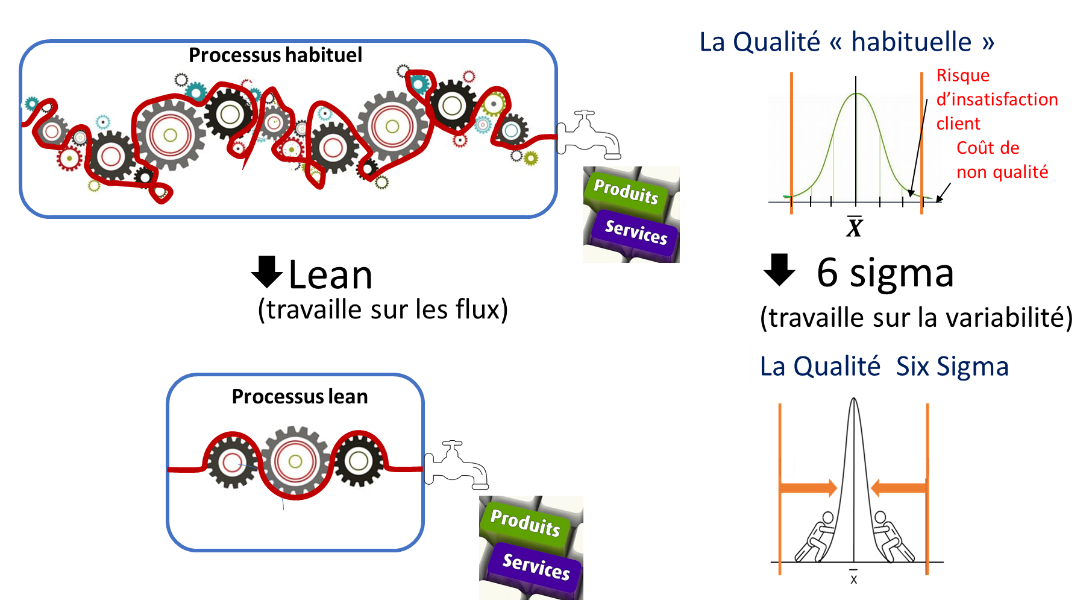 Processus habituel
Produits
Services
Lean
(travaille sur les flux)
Processus lean
Produits
Services
La Qualité « habituelle »
Risque
d’insatisfaction
client
Coût de
non qualité
X̅
6 sigma
(travaille sur la variabilité)
La Qualité Six Sigma
x̅